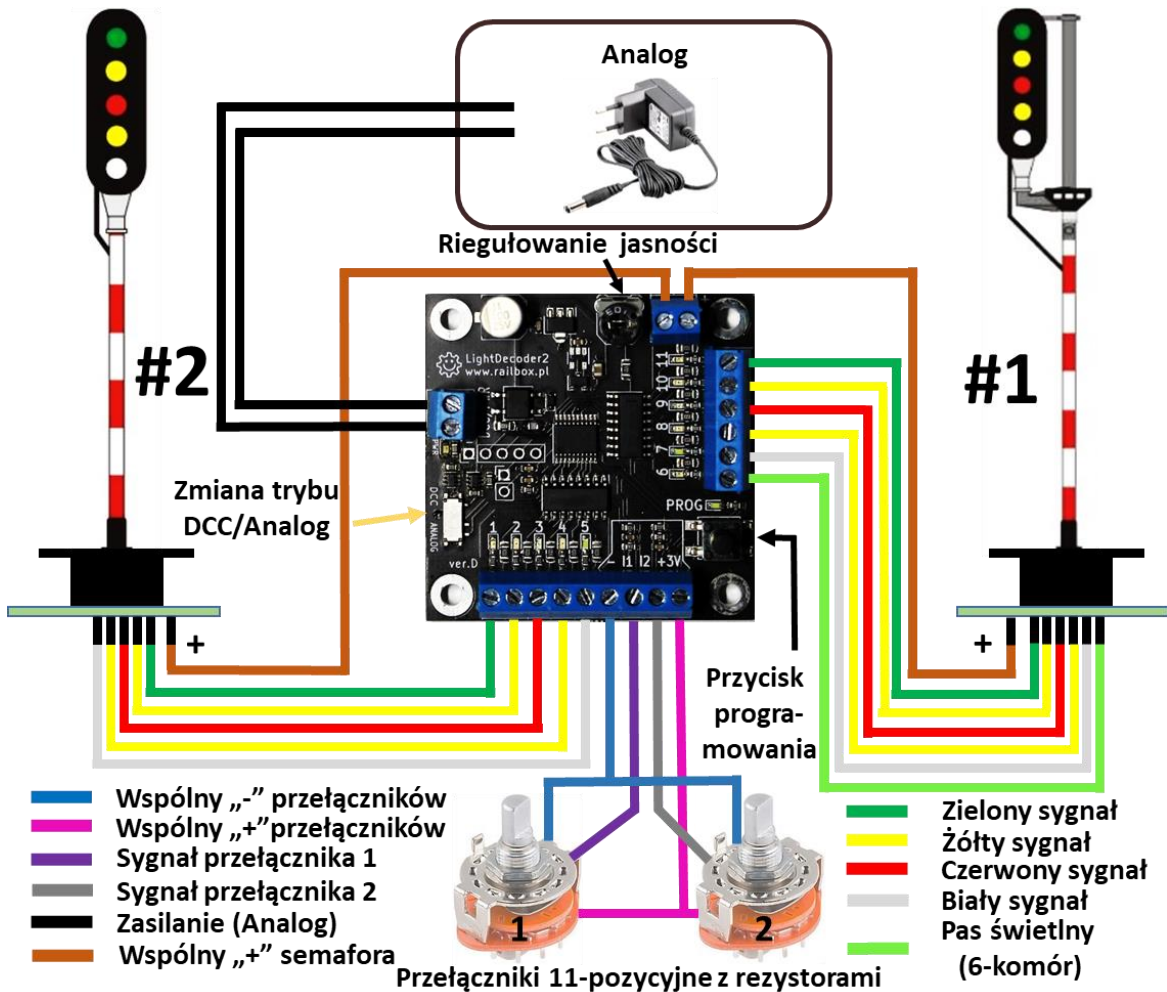 Analog
Riegułowanie jasności
#2
#1
LightDecoder2
www.railbox.pl
11
10
9
8
7
6
PWR
Zmiana trybu
DCC/Analog
DCC
ANALOG
PROG
1 2 3 4 5
ver.D
- I1 I2 +3V
+
+
Przycisk
progra-
mowania
Wspólny „-” przełączników
Wspólny „+”przełączników
Sygnał przełącznika 1
Sygnał przełącznika 2
Zasilanie (Analog)
Wspólny „+” semafora
1
2
Przełączniki 11-pozycyjne z rezystorami
Zielony sygnał
Żółty sygnał
Czerwony sygnał
Biały sygnał
Pas świetlny
(6-komór)